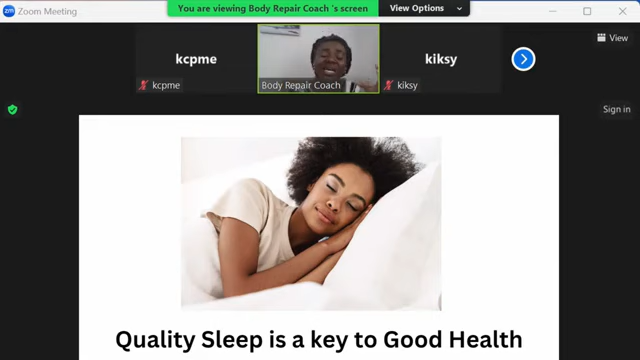 zm Zoom Meeting
You are viewing Body Repair Coach 's screen
View Options
kcpme
kiksy
View
kcpme
Body Repair Coach
kiksy
Sign in
Quality Sleep is a key to Good Health